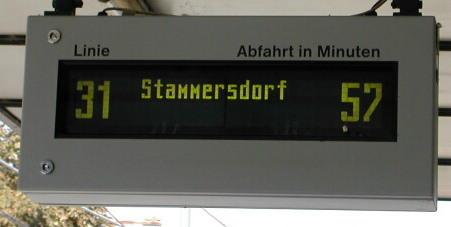 Linie Abfahrt in Minuten
31 Stammersdorf 57